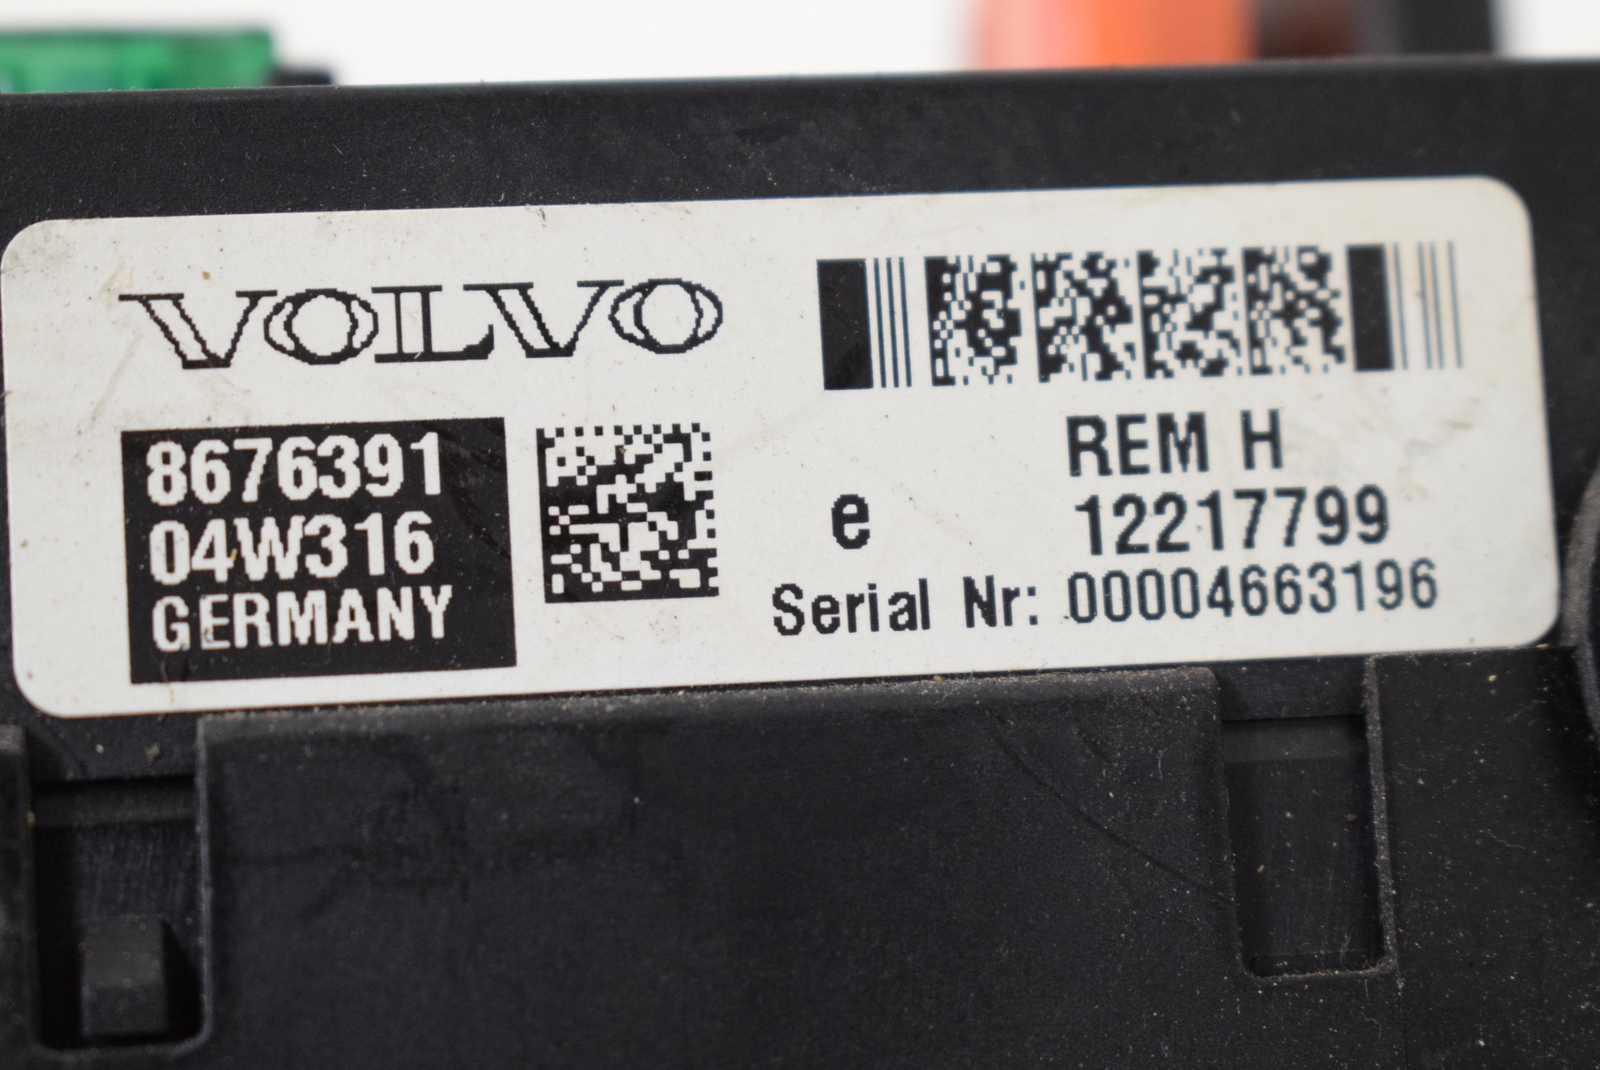 VOLVO
8676391
04W316
GERMANY
REM H
e 12217799
Serial Nr: 00004663196